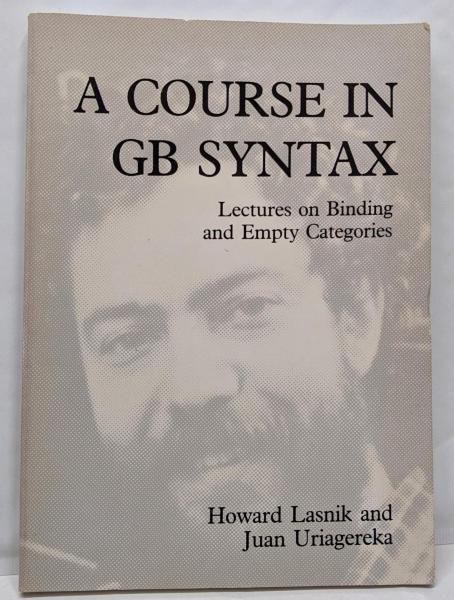 A COURSE IN
GB SYNTAX
Lectures on Binding
and Empty Categories
Howard Lasnik and
Juan Uriagereka